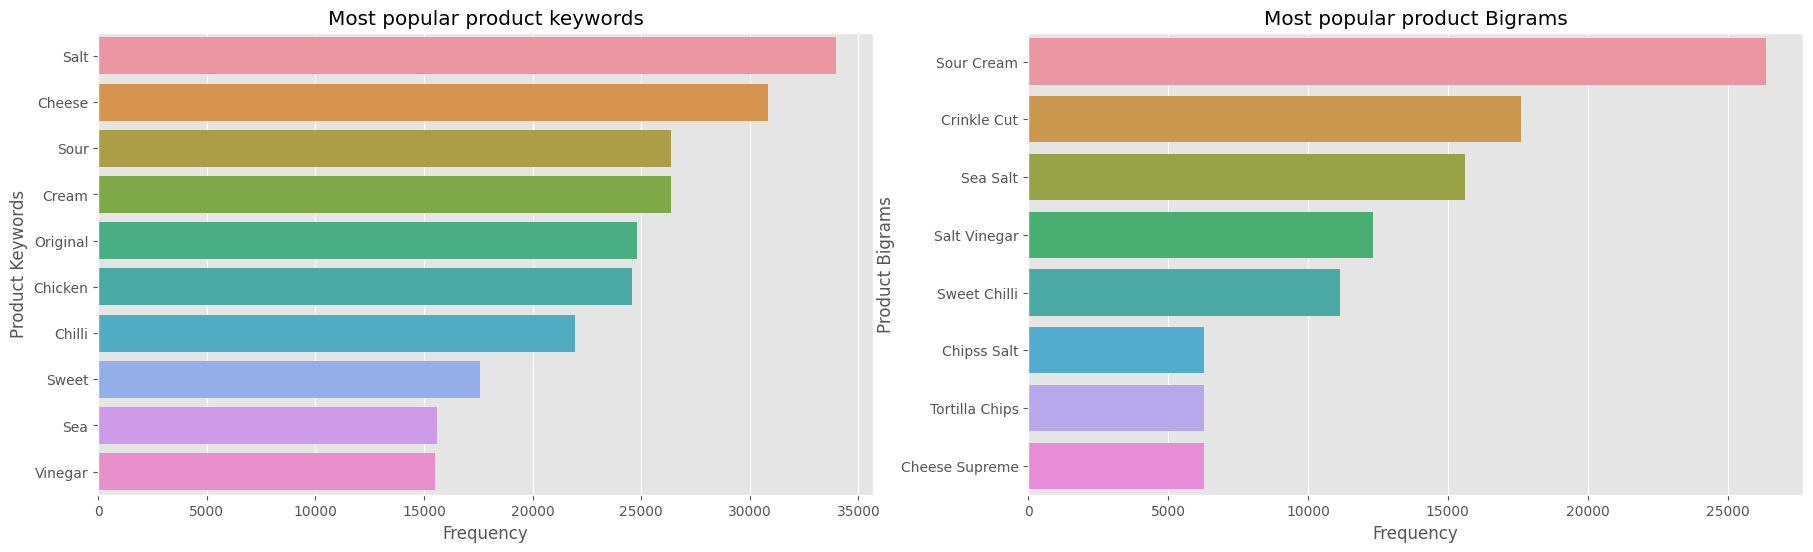 Most popular product keywords
Product Keywords
Salt
Cheese
Sour
Cream
Original
Chicken
Chilli
Sweet
Sea
Vinegar
0 5000 10000 15000 20000 25000 30000 35000
Frequency
Most popular product Bigrams
Product Bigrams
Sour Cream
Crinkle Cut
Sea Salt
Salt Vinegar
Sweet Chilli
Chipss Salt
Tortilla Chips
Cheese Supreme
0 5000 10000 15000 20000 25000
Frequency